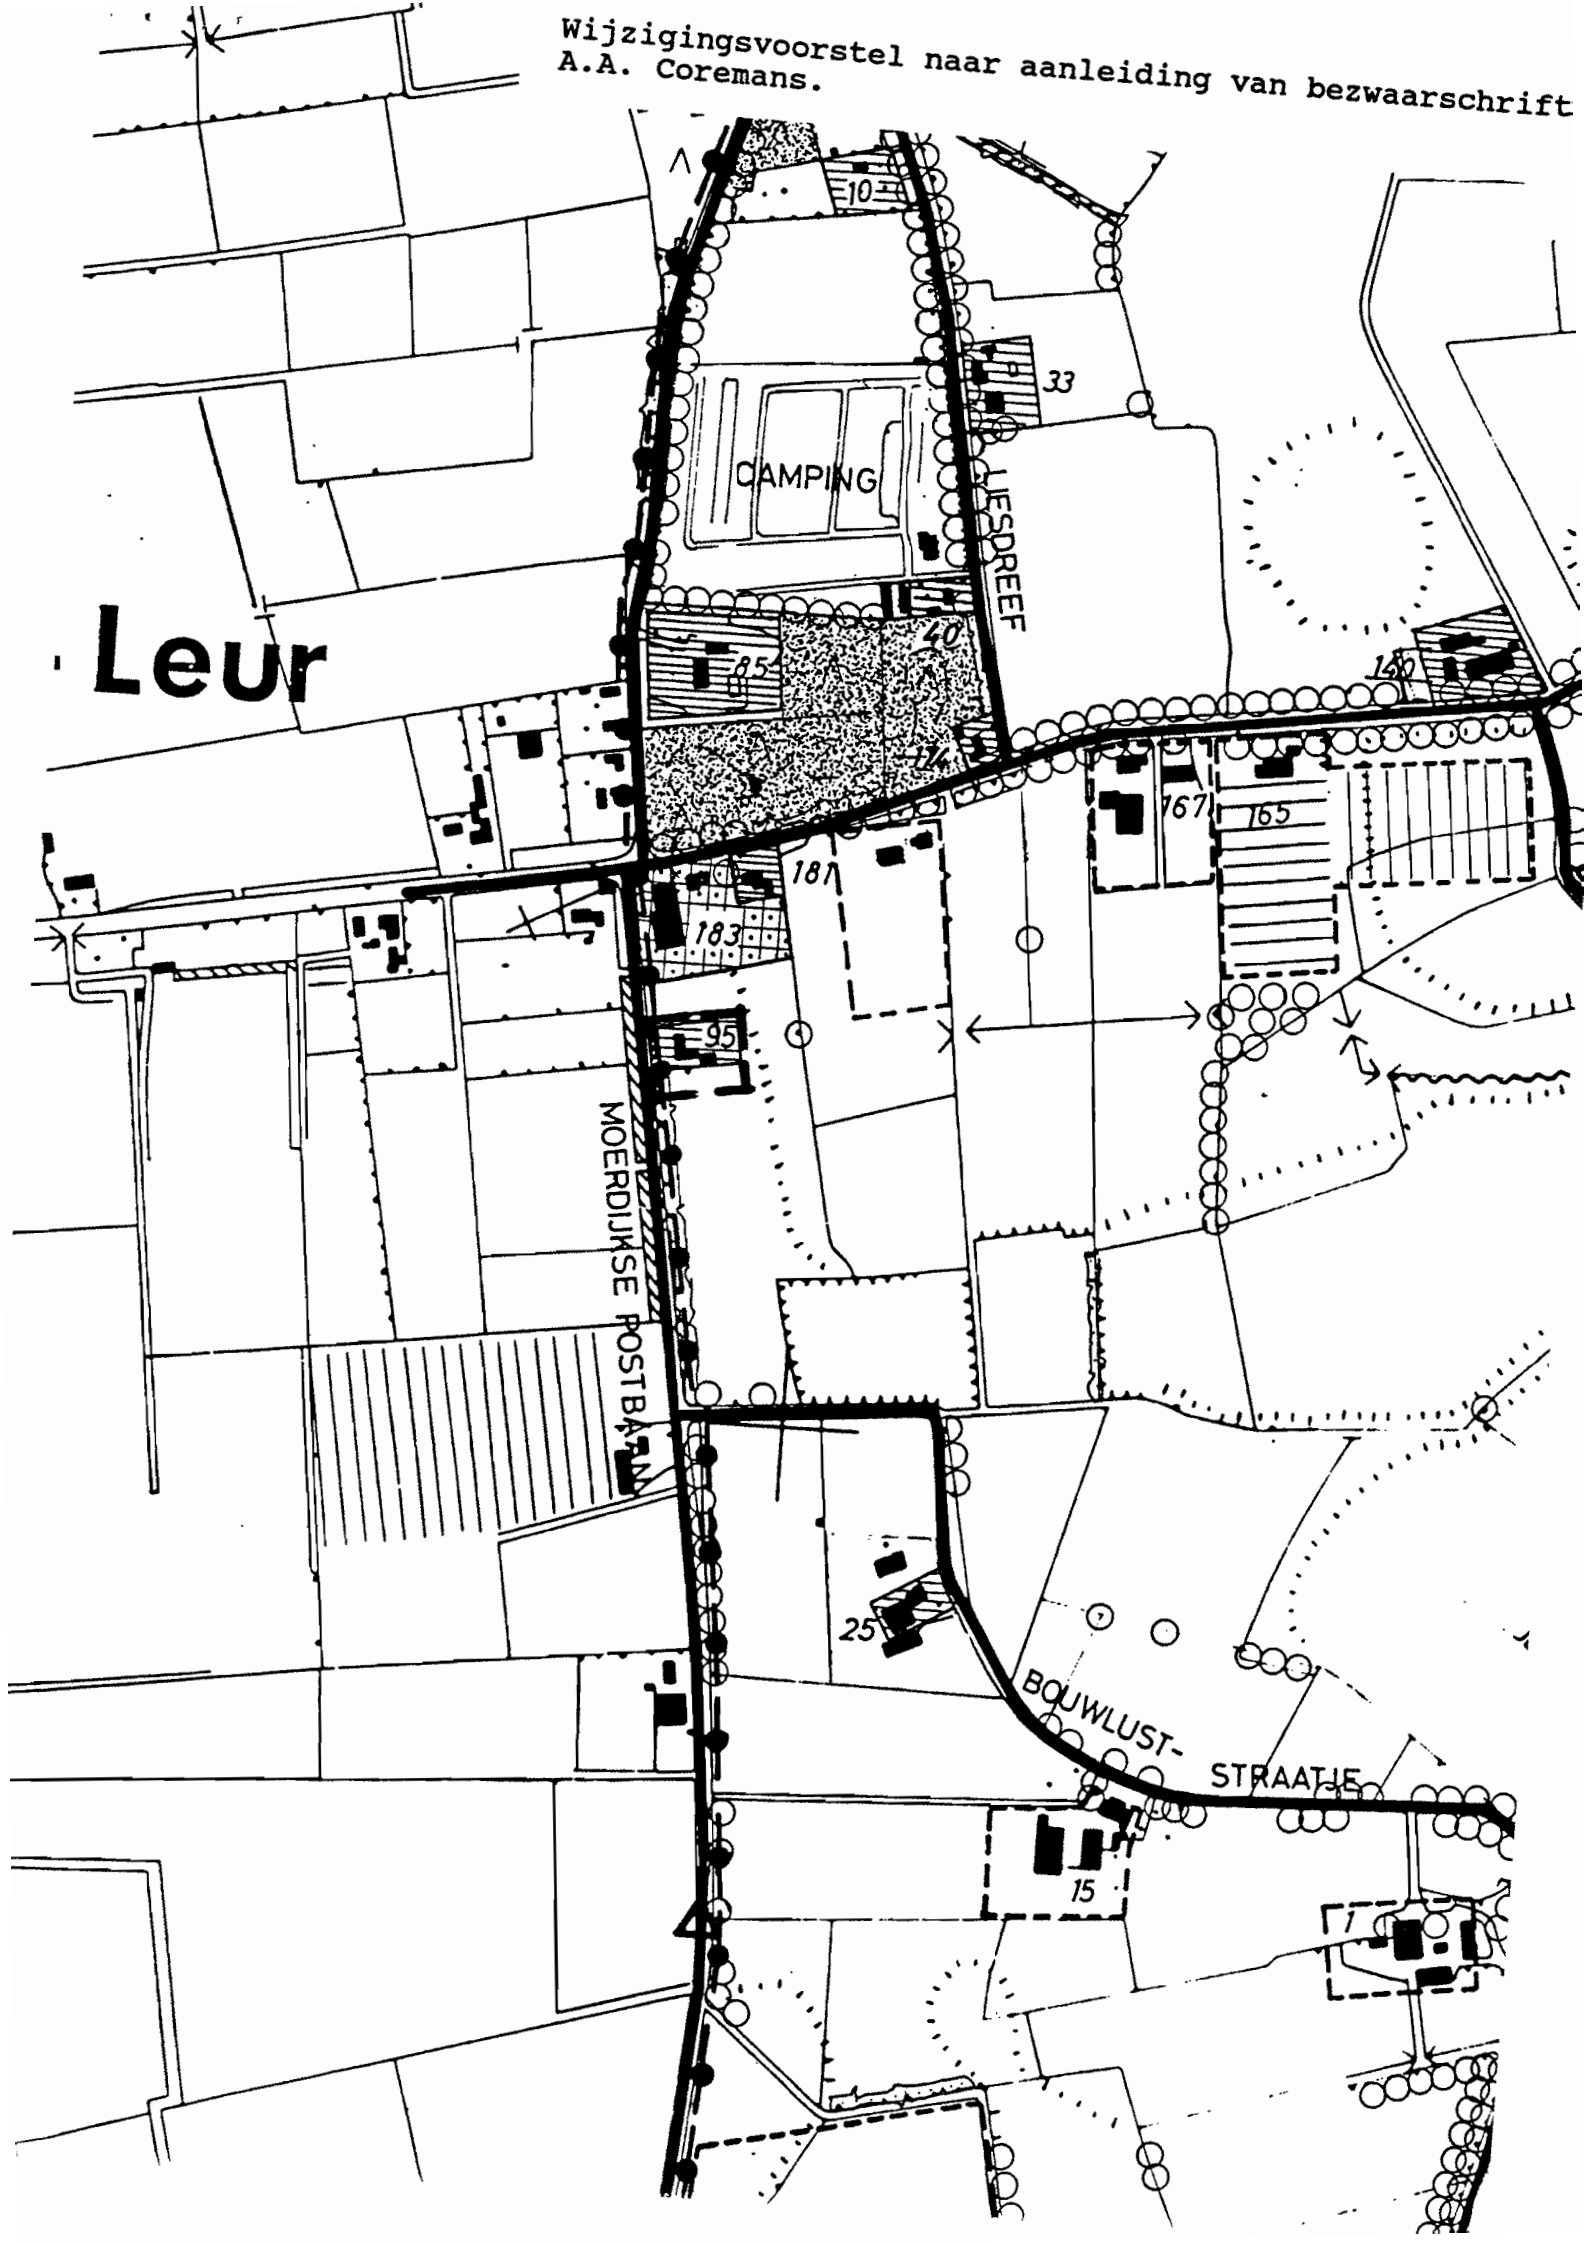 Wijzigingsvoorstel naar aanleiding van bezwaarschrift
A.A. Coremans.
10
33
CAMPING
LIESDREEF
40
Leur
85
174
167
165
181
183
95
MOERDIJKSE POSTBAAN
25
BOUWLUST-
STRAATJE
15
1